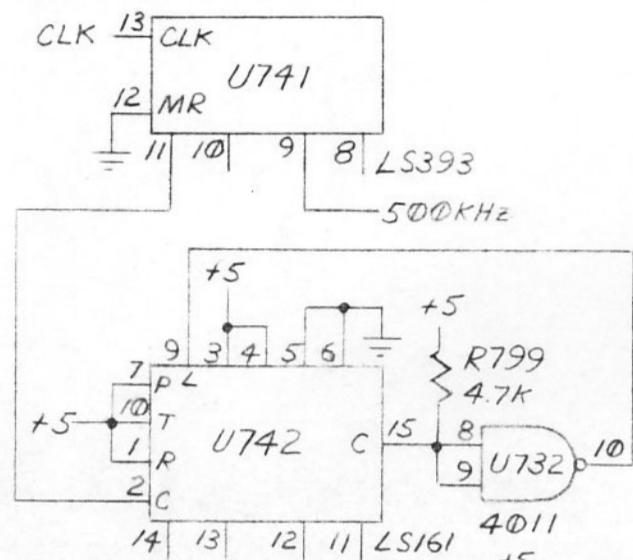 CLK 13 CLK
U741
12 MR
11 10 9 8 LS393
500KHz
+5 +5
9 3 4 5 6 R799
7 P L 4.7K
+5 10 T
U742 C 15 8
1 R 9 U732 10
2 C 4011
14 13 12 11 LS161
+5